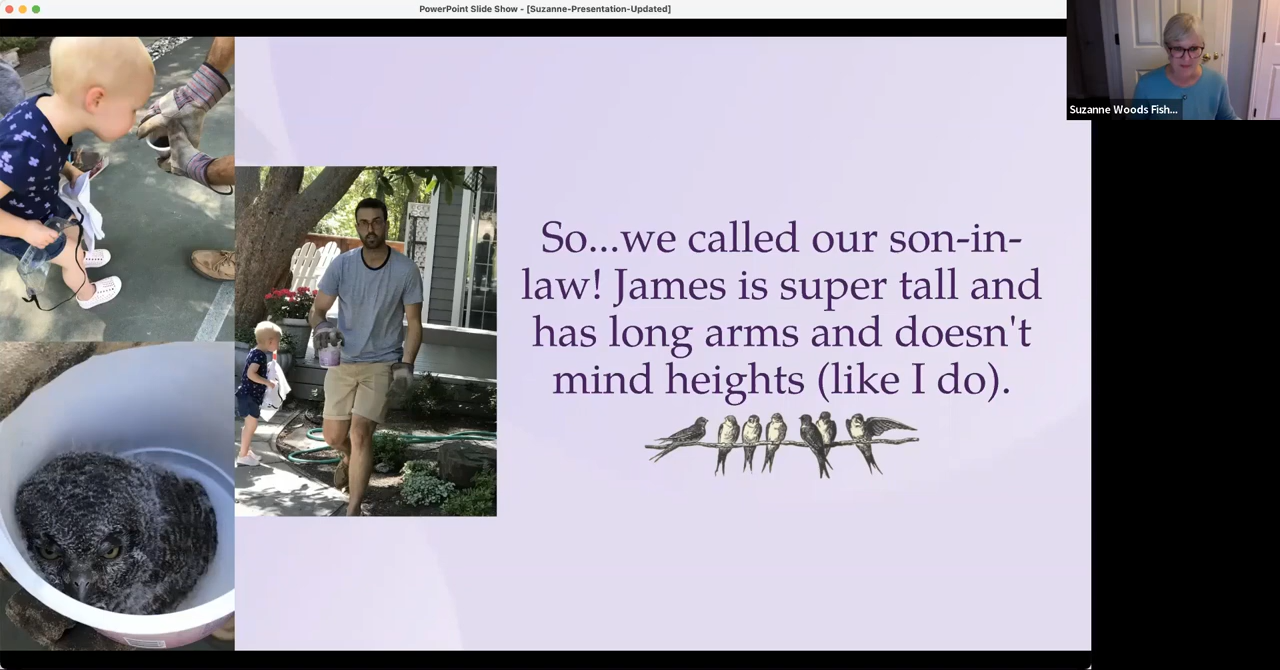 PowerPoint Slide Show - [Suzanne-Presentation-Updated]
Suzanne Woods Fish...
So...we called our son-in-
law! James is super tall and
has long arms and doesn't
mind heights (like I do).